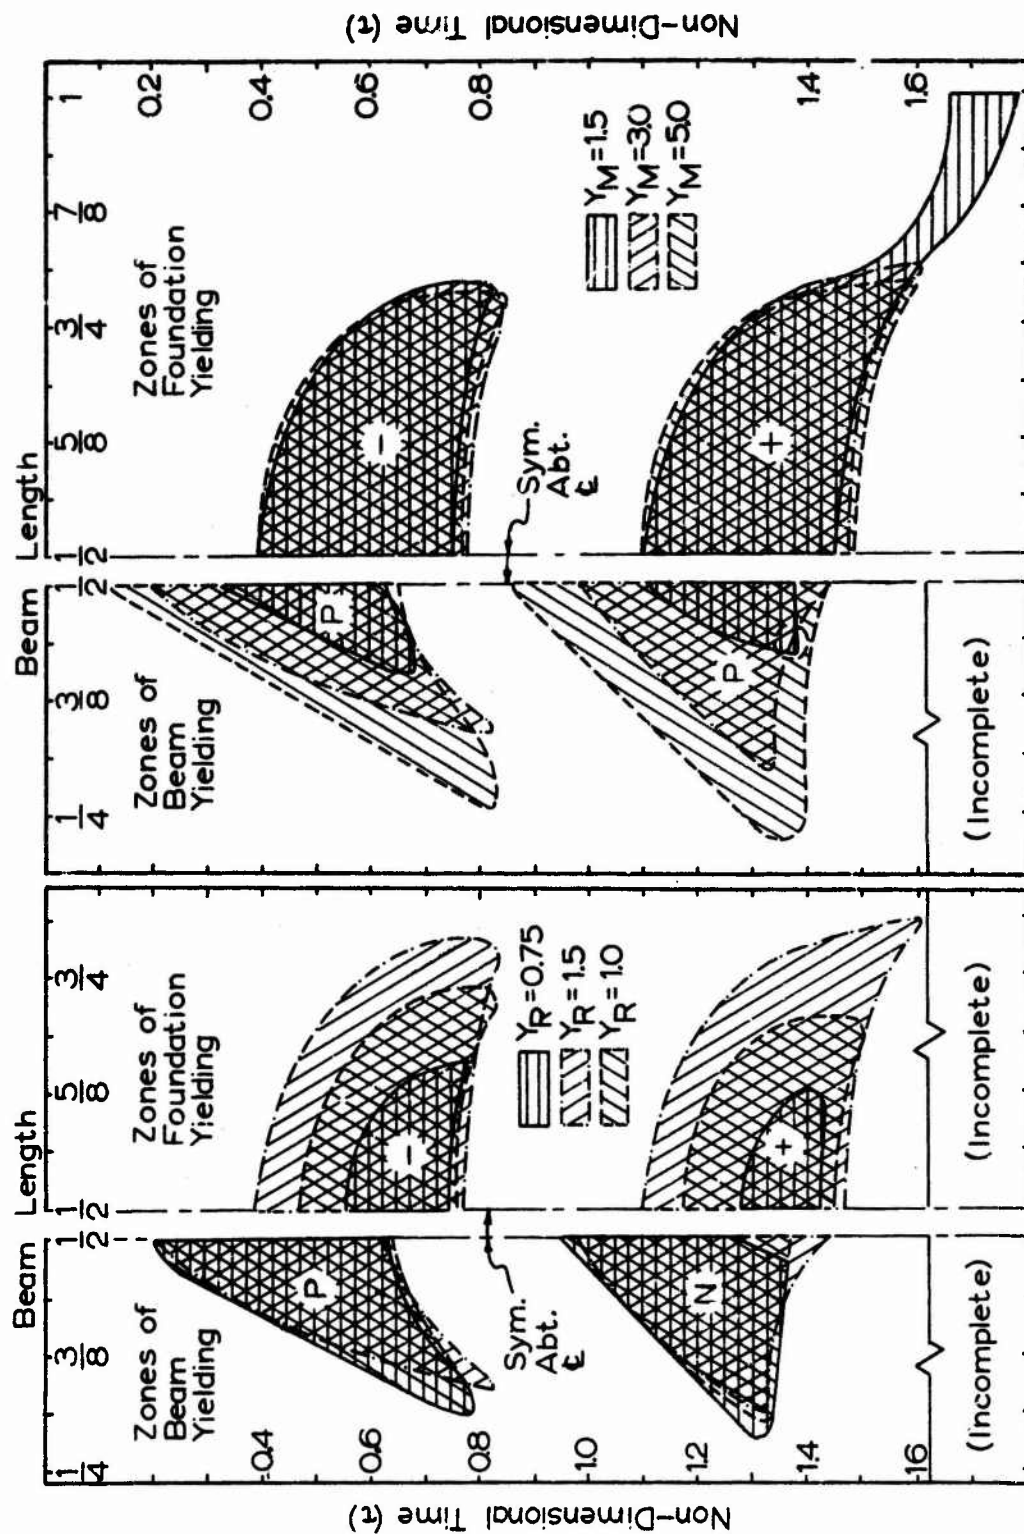 Beam Length
Beam Length
1/4
3/8
1/2
1/2
5/8
3/4
1/4
3/8
1/2
1/2
5/8
3/4
7/8
1
Zones of
Beam
Yielding
Zones of
Foundation
Yielding
Zones of
Beam
Yielding
Zones of
Foundation
Yielding
Non-Dimensional Time (τ)
0.4
0.6
0.8
1.0
1.2
1.4
1.6
P
−
Sym.
Abt.
℄
N
+
Y_R=0.75
Y_R=1.5
Y_R=1.0
(Incomplete)
(Incomplete)
P
−
Sym.
Abt.
℄
P
+
Y_M=1.5
Y_M=3.0
Y_M=5.0
(Incomplete)
0.2
0.4
0.6
0.8
1.4
1.6
Non-Dimensional Time (τ)